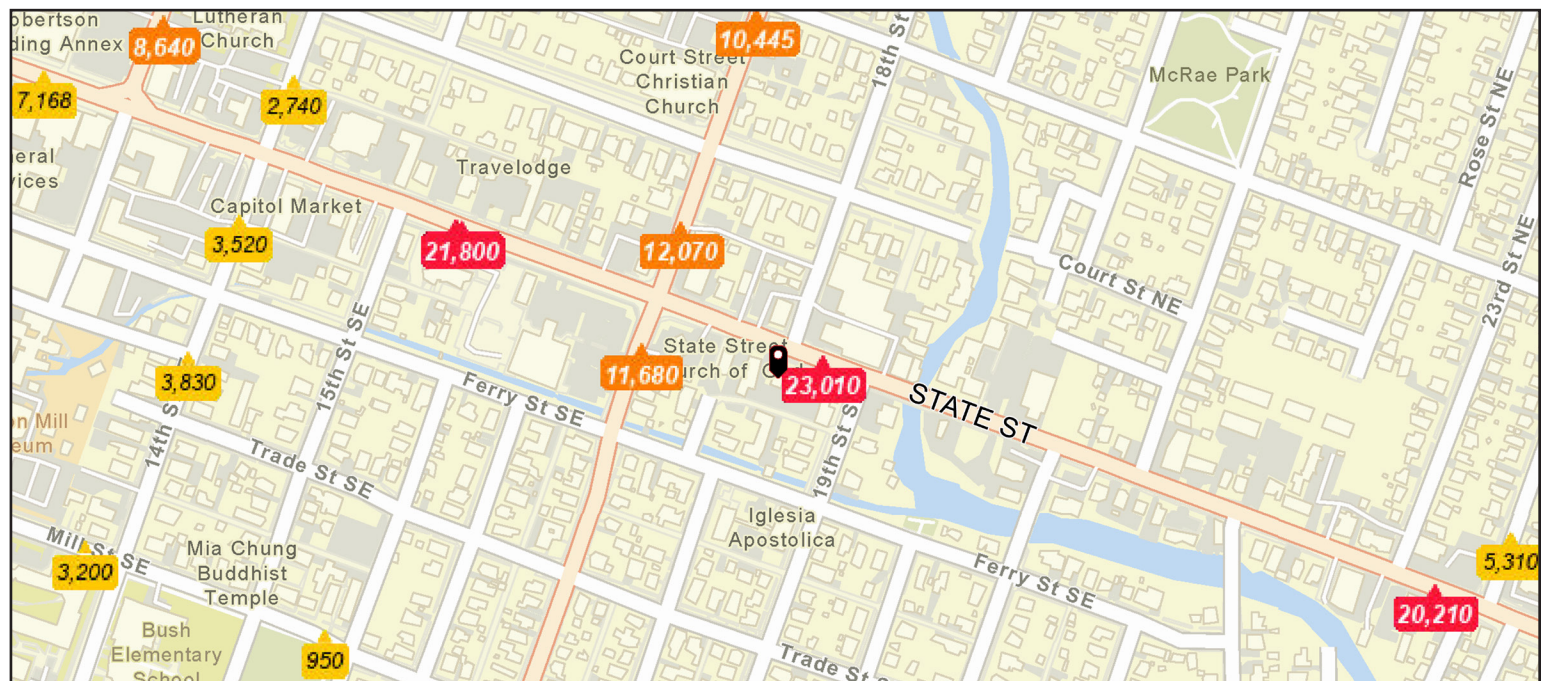 obertson
ding Annex
8,640
Lutheran
Church
10,445
Court Street
Christian
Church
18th St
McRae Park
Rose St NE
7,168
2,740
eral
vices
Travelodge
Capitol Market
3,520
21,800
12,070
Court St NE
23rd St NE
15th St SE
State Street
urch of
11,680
23,010
STATE ST
3,830
Ferry St SE
14th S
on Mill
eum
Trade St SE
19th St S
Iglesia
Apostolica
Mill St SE
3,200
Mia Chung
Buddhist
Temple
Ferry St SE
5,310
20,210
Bush
Elementary
School
950
Trade St S